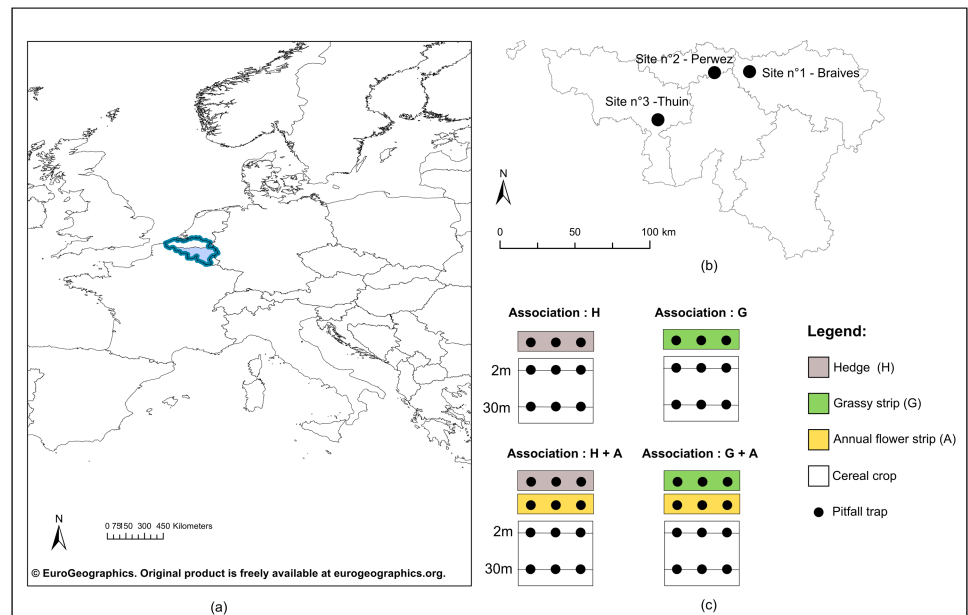 N
0 75150 300 450 Kilometers
© EuroGeographics. Original product is freely available at eurogeographics.org.
(a)
Site n°2 - Perwez
Site n°1 - Braives
Site n°3 -Thuin
N
0 50 100 km
(b)
Association : H
Association : G
2m
30m
Association : H + A
Association : G + A
2m
30m
(c)
Legend:
Hedge (H)
Grassy strip (G)
Annual flower strip (A)
Cereal crop
Pitfall trap